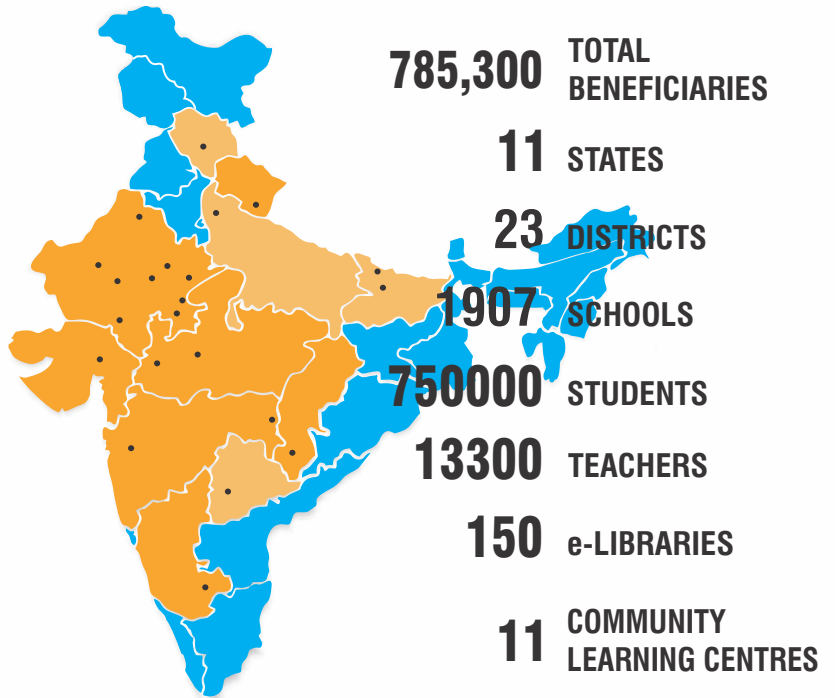 785,300 TOTAL
BENEFICIARIES
11 STATES
23 DISTRICTS
1907 SCHOOLS
750000 STUDENTS
13300 TEACHERS
150 e-LIBRARIES
11 COMMUNITY
LEARNING CENTRES